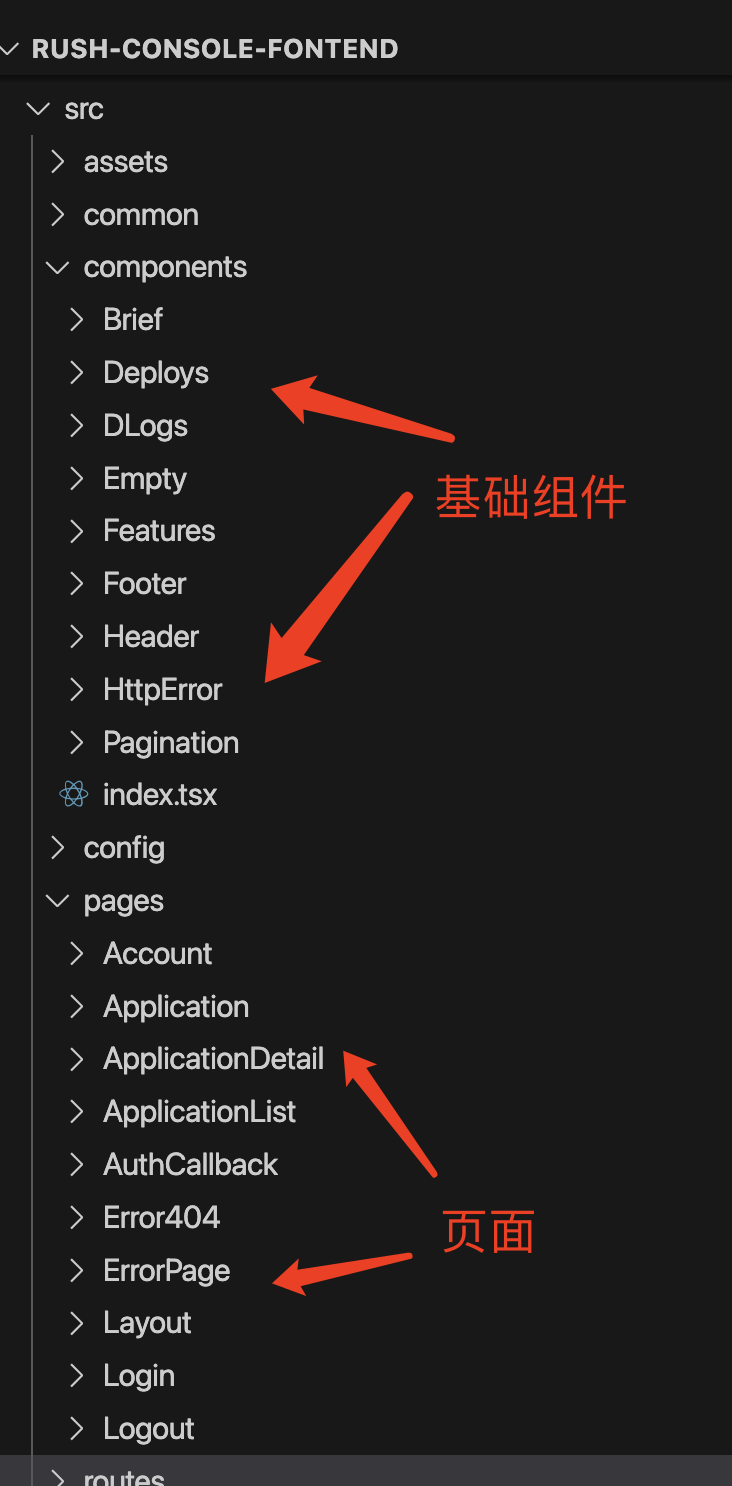 RUSH-CONSOLE-FONTEND
src
assets
common
components
Brief
Deploys
DLogs
基础组件
Empty
Features
Footer
Header
HttpError
Pagination
index.tsx
config
pages
Account
Application
ApplicationDetail
ApplicationList
AuthCallback
Error404
页面
ErrorPage
Layout
Login
Logout
routes